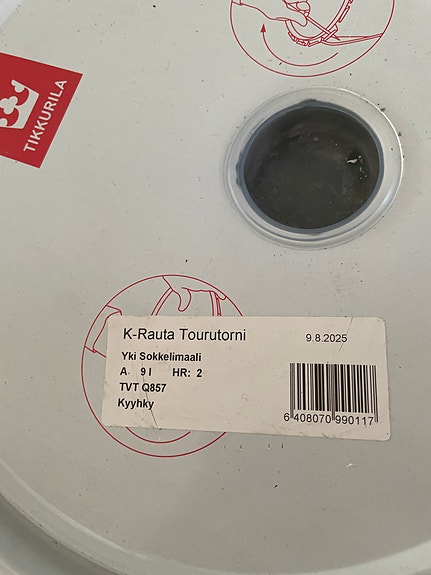 TIKKURILA
K-Rauta Tourutorni 9.8.2025
Yki Sokkelimaali
A 9 l HR: 2
TVT Q857
Kyyhky
6 408070 990117